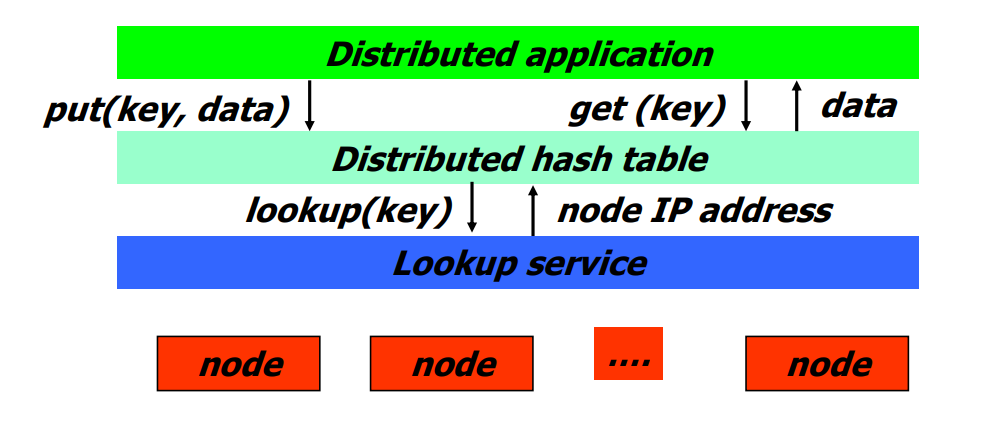 Distributed application
put(key, data)
get (key)
data
Distributed hash table
lookup(key)
node IP address
Lookup service
node
node
....
node